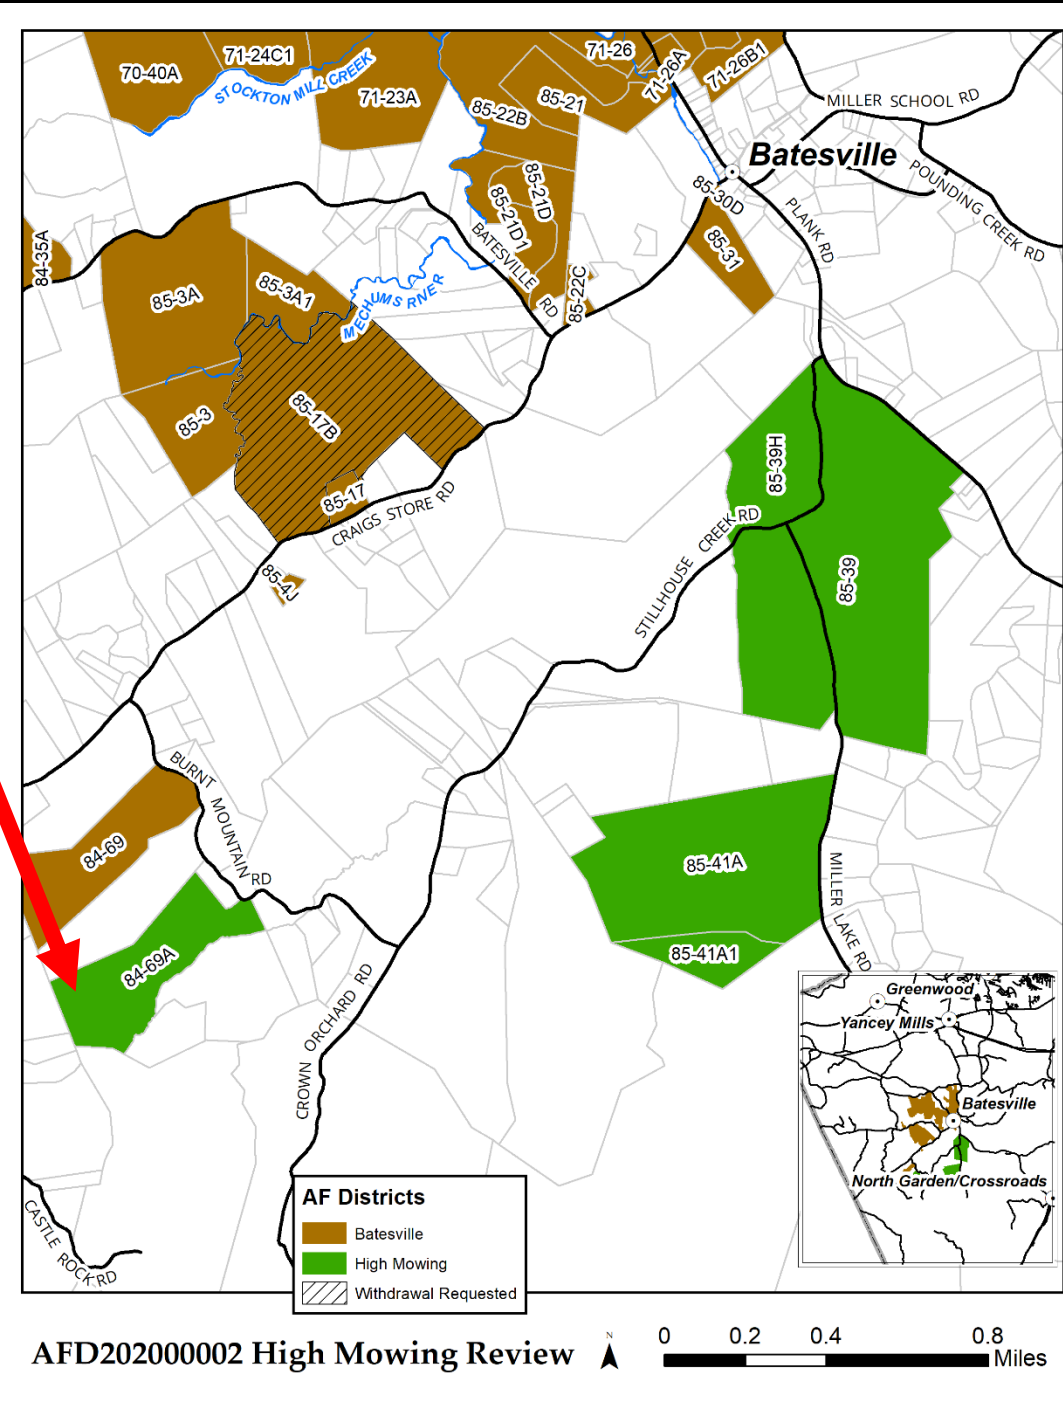 70-40A
71-24C1
STOCKTON MILL CREEK
71-23A
71-26
71-26A
71-26B1
85-21
85-22B
MILLER SCHOOL RD
Batesville
POUNDING CREEK RD
85-21D
85-21D1
85-30D
PLANK RD
85-31
84-35A
BATESVILLE RD
85-22C
85-3A
85-3A1
MECHUMS RIVER
85-3
85-17B
85-17
CRAIGS STORE RD
85-39H
STILLHOUSE CREEK RD
85-39
85-4J
BURNT MOUNTAIN RD
84-69
85-41A
MILLER LAKE RD
85-41A1
84-69A
CROWN ORCHARD RD
CASTLE ROCK RD
Greenwood
Yancey Mills
Batesville
North Garden/Crossroads
AF Districts
Batesville
High Mowing
Withdrawal Requested
AFD202000002 High Mowing Review
N
0 0.2 0.4 0.8
Miles